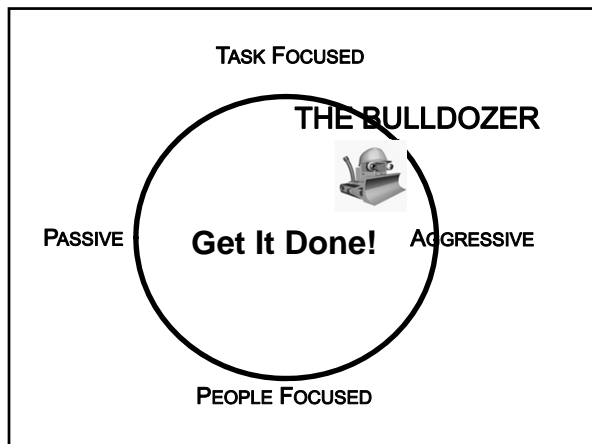 TASK FOCUSED
THE BULLDOZER
PASSIVE
Get It Done!
AGGRESSIVE
PEOPLE FOCUSED